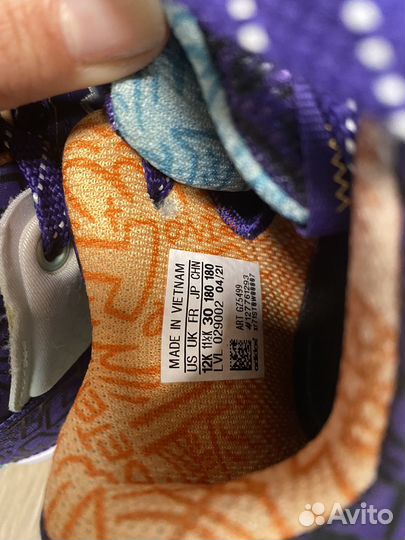 MADE IN VIETNAM
US UK FR JP CHN
12K 11½K 30 180 180
LVL 029002 04/21
ART GZ5499
#127761293
adidas
Avito